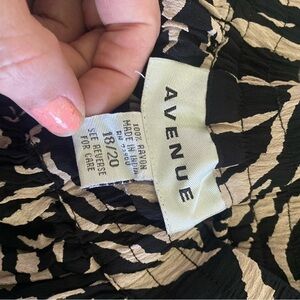 AVENUE
100% RAYON
MADE IN INDIA
18/20
SEE REVERSE
FOR CARE